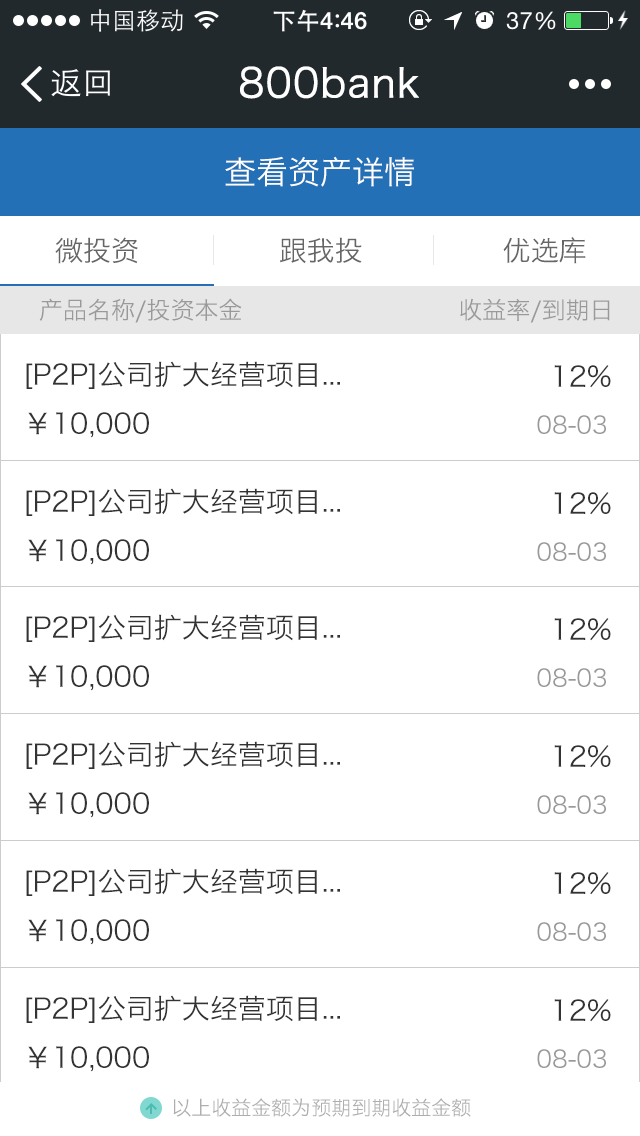 中国移动 下午4:46 37%
返回 800bank
查看资产详情
微投资 跟我投 优选库
产品名称/投资本金 收益率/到期日
[P2P]公司扩大经营项目... 12%
￥10,000 08-03
[P2P]公司扩大经营项目... 12%
￥10,000 08-03
[P2P]公司扩大经营项目... 12%
￥10,000 08-03
[P2P]公司扩大经营项目... 12%
￥10,000 08-03
[P2P]公司扩大经营项目... 12%
￥10,000 08-03
[P2P]公司扩大经营项目... 12%
￥10,000 08-03
以上收益金额为预期到期收益金额